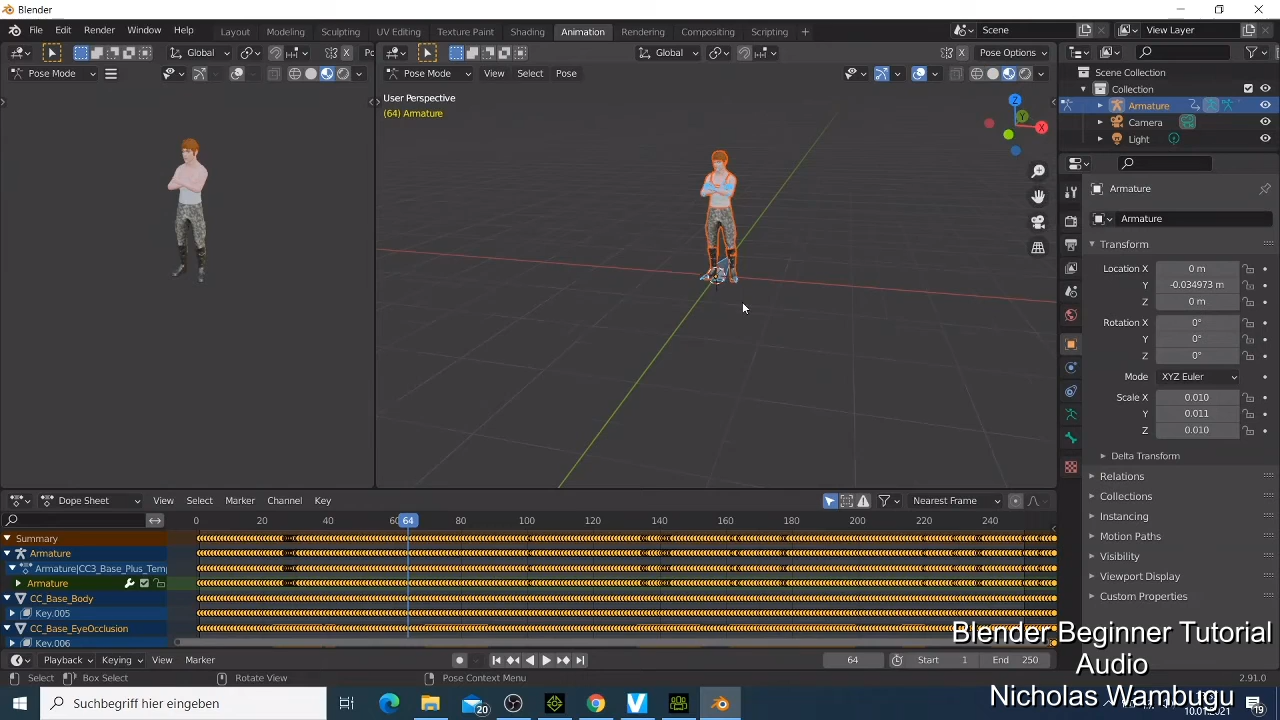 Blender
File Edit Render Window Help Layout Modeling Sculpting UV Editing Texture Paint Shading Animation Rendering Compositing Scripting + Scene View Layer
Global Global Pose Options
Pose Mode Pose Mode View Select Pose
User Perspective
(64) Armature
Z
Y
X
Scene Collection
Collection
Armature
Camera
Light
Armature
Armature
Transform
Location X 0 m
Y -0.034973 m
Z 0 m
Rotation X 0°
Y 0°
Z 0°
Mode XYZ Euler
Scale X 0.010
Y 0.011
Z 0.010
Delta Transform
Relations
Collections
Instancing
Motion Paths
Visibility
Viewport Display
Custom Properties
Dope Sheet View Select Marker Channel Key Nearest Frame
0 20 40 64 80 100 120 140 160 180 200 220 240
Summary
Armature
Armature|CC3_Base_Plus_Temp
Armature
CC_Base_Body
Key.005
CC_Base_EyeOcclusion
Key.006
Playback Keying View Marker 64 Start 1 End 250
Select Box Select Rotate View Pose Context Menu 2.91.0
Blender Beginner Tutorial
Audio
Nicholas Wambugu
Suchbegriff hier eingeben 20 10.01.2021 19